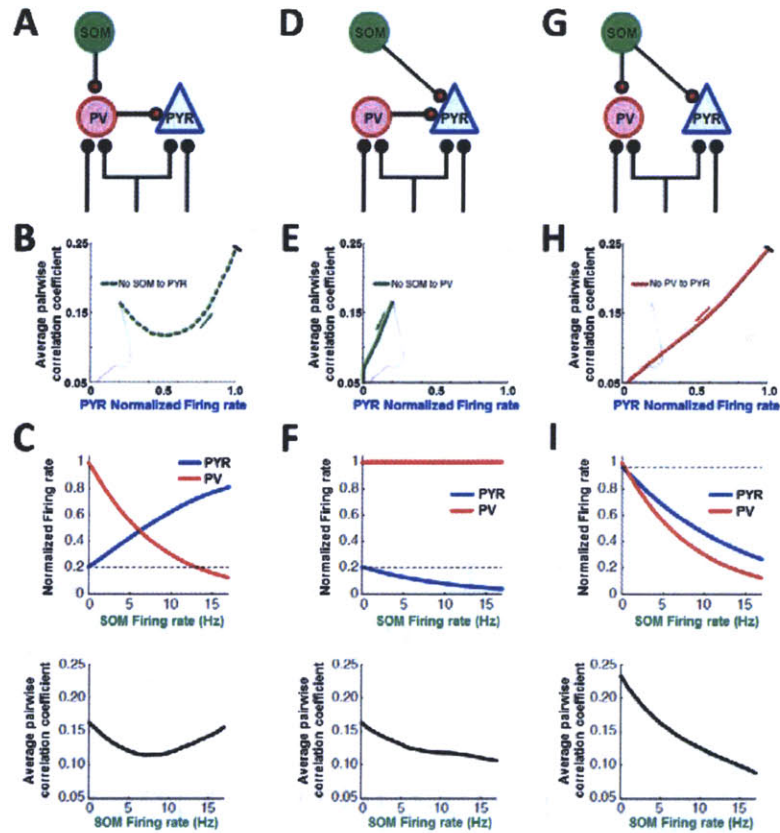 A
D
G
SOM
PV
PYR
SOM
PV
PYR
SOM
PV
PYR
B
E
H
Average pairwise
correlation coefficient
0.25
0.15
0.05
No SOM to PYR
0
0.5
1.0
PYR Normalized Firing rate
Average pairwise
correlation coefficient
0.25
0.15
0.05
No SOM to PV
0
0.5
1.0
PYR Normalized Firing rate
Average pairwise
correlation coefficient
0.25
0.15
0.05
No PV to PYR
0
0.5
1.0
PYR Normalized Firing rate
C
F
I
Normalized Firing rate
1
0.8
0.6
0.4
0.2
0
PYR
PV
0 5 10 15
SOM Firing rate (Hz)
Normalized Firing rate
1
0.8
0.6
0.4
0.2
0
PYR
PV
0 5 10 15
SOM Firing rate (Hz)
Normalized Firing rate
1
0.8
0.6
0.4
0.2
0
PYR
PV
0 5 10 15
SOM Firing rate (Hz)
Average pairwise
correlation coefficient
0.25
0.20
0.15
0.10
0.05
0 5 10 15
SOM Firing rate (Hz)
Average pairwise
correlation coefficient
0.25
0.20
0.15
0.10
0.05
0 5 10 15
SOM Firing rate (Hz)
Average pairwise
correlation coefficient
0.25
0.20
0.15
0.10
0.05
0 5 10 15
SOM Firing rate (Hz)